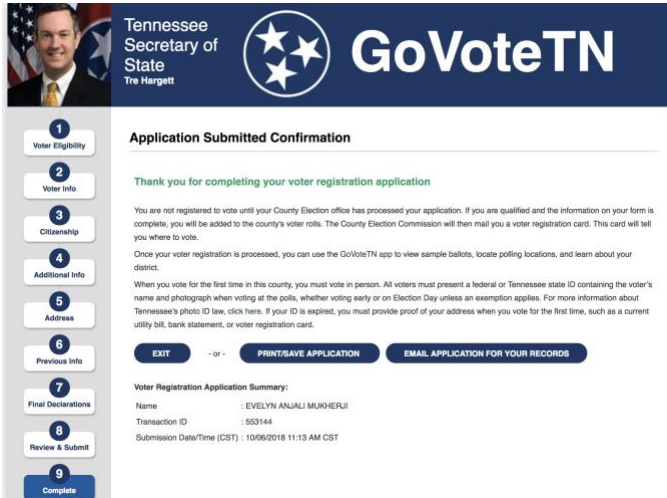 Tennessee
Secretary of
State
Tre Hargett
GoVoteTN
1
Voter Eligibility
2
Voter Info
3
Citizenship
4
Additional Info
5
Address
6
Previous Info
7
Final Declarations
8
Review & Submit
9
Complete
Application Submitted Confirmation
Thank you for completing your voter registration application
You are not registered to vote until your County Election office has processed your application. If you are qualified and the information on your form is
complete, you will be added to the county's voter rolls. The County Election Commission will then mail you a voter registration card. This card will tell
you where to vote.
Once your voter registration is processed, you can use the GoVoteTN app to view sample ballots, locate polling locations, and learn about your
district.
When you vote for the first time in this county, you must vote in person. All voters must present a federal or Tennessee state ID containing the voter's
name and photograph when voting at the polls, whether voting early or on Election Day unless an exemption applies. For more information about
Tennessee's photo ID law, click here. If your ID is expired, you must provide proof of your address when you vote for the first time, such as a current
utility bill, bank statement, or voter registration card.
EXIT - or - PRINT/SAVE APPLICATION EMAIL APPLICATION FOR YOUR RECORDS
Voter Registration Application Summary:
Name : EVELYN ANJALI MUKHERJI
Transaction ID : 553144
Submission Date/Time (CST) : 10/06/2018 11:13 AM CST